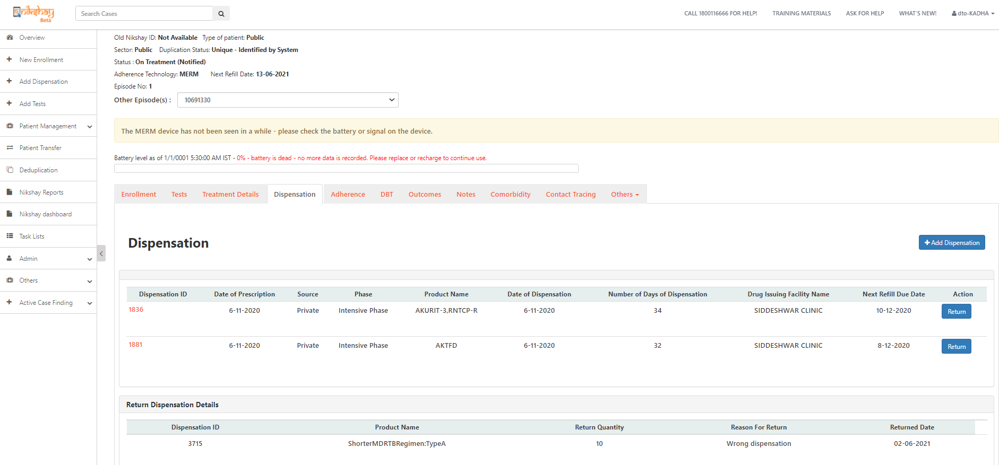 nikshay
Beta
Search Cases
CALL 1800116666 FOR HELP! TRAINING MATERIALS ASK FOR HELP WHAT'S NEW! dto-KADHA
Overview
New Enrollment
Add Dispensation
Add Tests
Patient Management
Patient Transfer
Deduplication
Nikshay Reports
Nikshay dashboard
Task Lists
Admin
Others
Active Case Finding
Old Nikshay ID: Not Available Type of patient: Public
Sector: Public Duplication Status: Unique - Identified by System
Status : On Treatment (Notified)
Adherence Technology: MERM Next Refill Date: 13-06-2021
Episode No: 1
Other Episode(s) : 10691330
The MERM device has not been seen in a while - please check the battery or signal on the device.
Battery level as of 1/1/0001 5:30:00 AM IST - 0% - battery is dead - no more data is recorded. Please replace or recharge to continue use.
Enrollment Tests Treatment Details Dispensation Adherence DBT Outcomes Notes Comorbidity Contact Tracing Others
Dispensation
Add Dispensation
Dispensation ID Date of Prescription Source Phase Product Name Date of Dispensation Number of Days of Dispensation Drug Issuing Facility Name Next Refill Due Date Action
1836 6-11-2020 Private Intensive Phase AKURIT-3,RNTCP-R 6-11-2020 34 SIDDESHWAR CLINIC 10-12-2020 Return
1881 6-11-2020 Private Intensive Phase AKTFD 6-11-2020 32 SIDDESHWAR CLINIC 8-12-2020 Return
Return Dispensation Details
Dispensation ID Product Name Return Quantity Reason For Return Returned Date
3715 ShorterMDRTBRegimen:TypeA 10 Wrong dispensation 02-06-2021